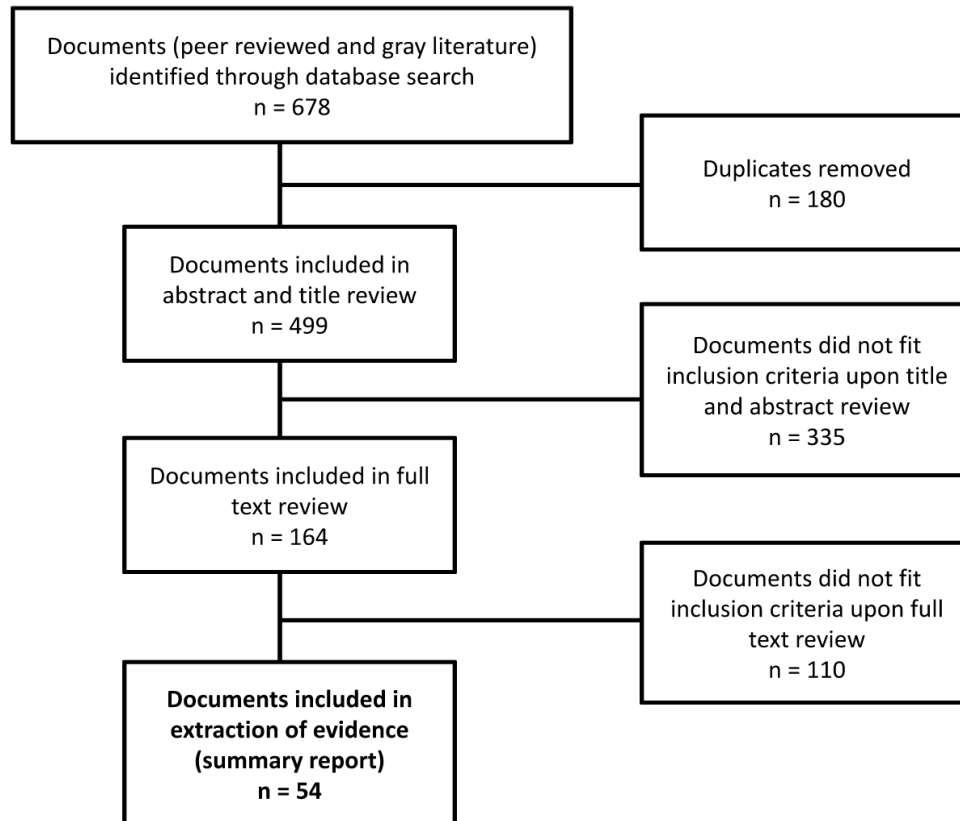 Documents (peer reviewed and gray literature)
identified through database search
n = 678
Duplicates removed
n = 180
Documents included in
abstract and title review
n = 499
Documents did not fit
inclusion criteria upon title
and abstract review
n = 335
Documents included in full
text review
n = 164
Documents did not fit
inclusion criteria upon full
text review
n = 110
Documents included in
extraction of evidence
(summary report)
n = 54